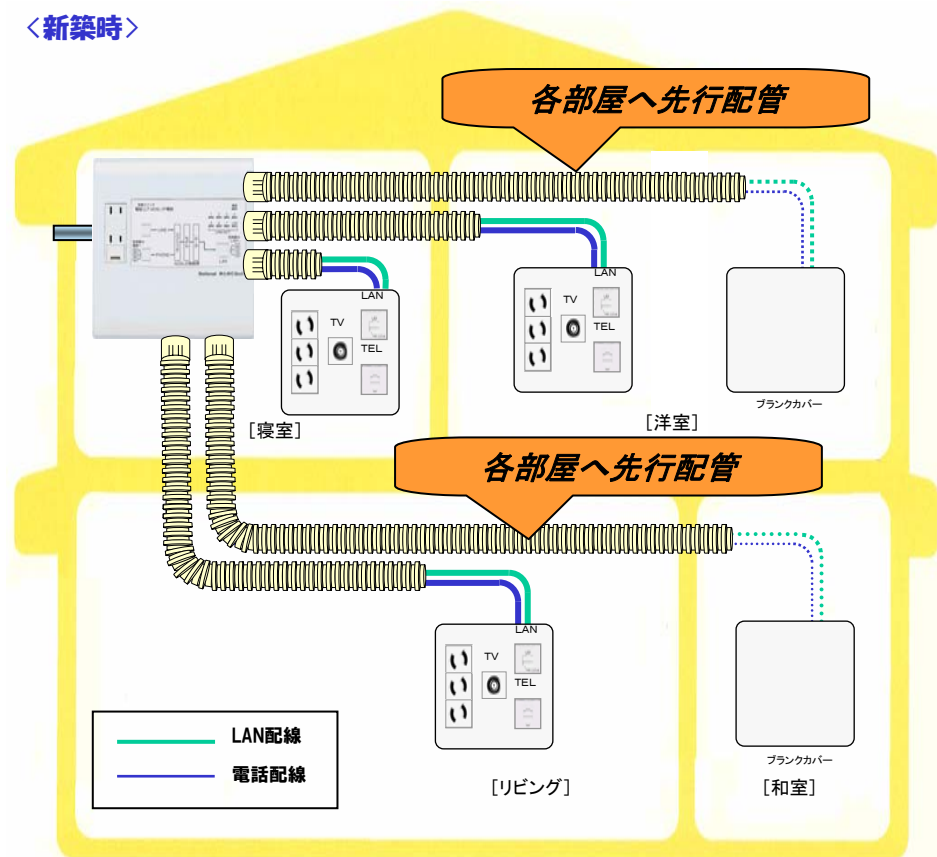 <新築時>
各部屋へ先行配管
LAN
TV
TEL
[寝室]
LAN
TV
TEL
[洋室]
ブランクカバー
各部屋へ先行配管
LAN
TV
TEL
[リビング]
ブランクカバー
[和室]
LAN配線
電話配線